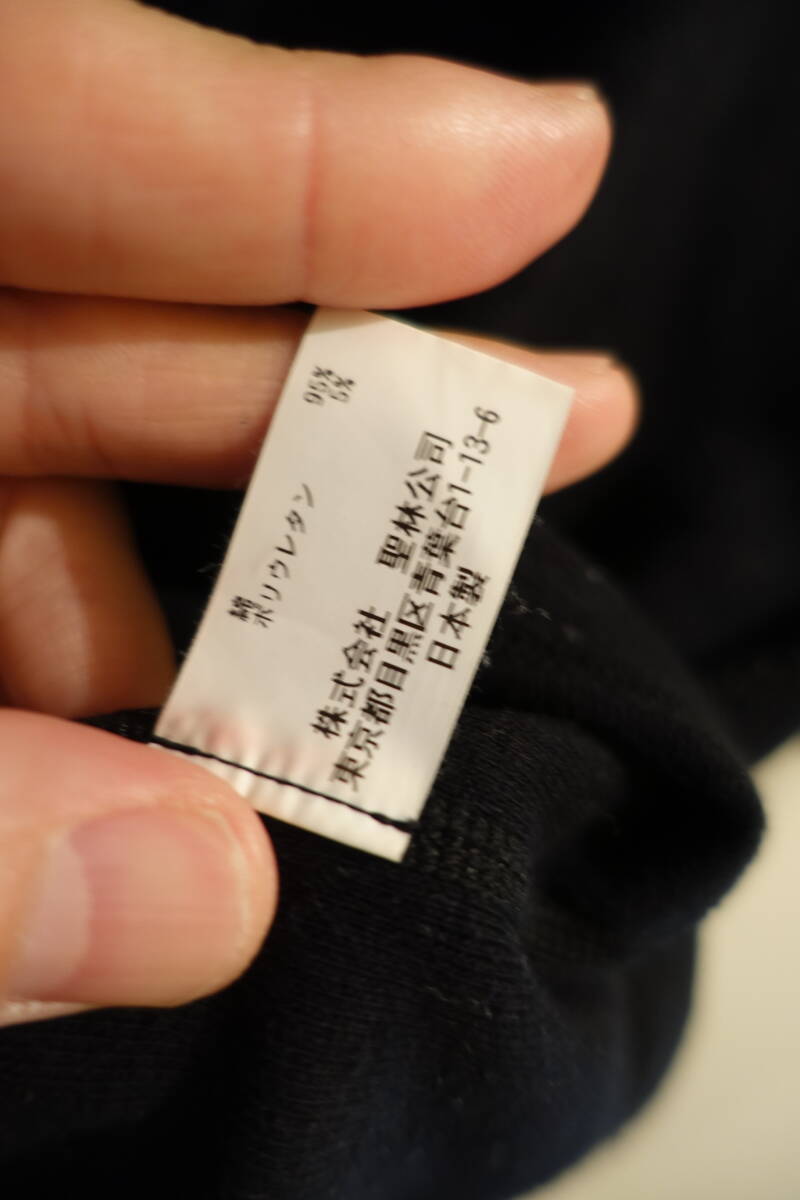 綿 95%
ポリウレタン 5%
株式会社 聖林公司
東京都目黒区青葉台1-13-6
日本製